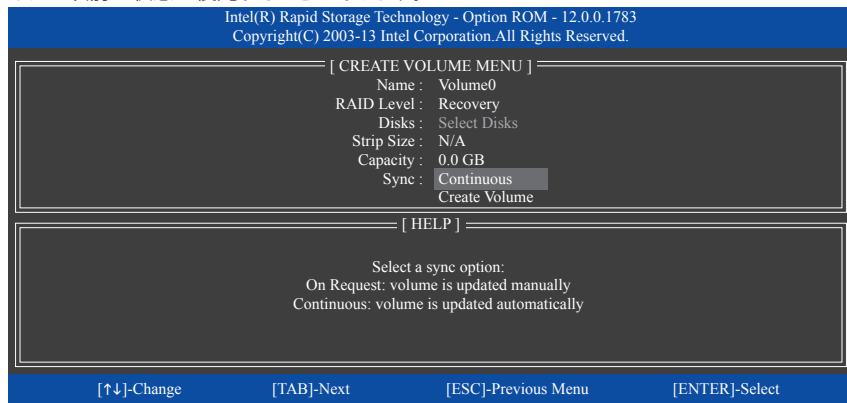 Intel(R) Rapid Storage Technology - Option ROM - 12.0.0.1783
Copyright(C) 2003-13 Intel Corporation.All Rights Reserved.
[ CREATE VOLUME MENU ]
Name : Volume0
RAID Level : Recovery
Disks : Select Disks
Strip Size : N/A
Capacity : 0.0 GB
Sync : Continuous
Create Volume
[ HELP ]
Select a sync option:
On Request: volume is updated manually
Continuous: volume is updated automatically
[↑↓]-Change [TAB]-Next [ESC]-Previous Menu [ENTER]-Select